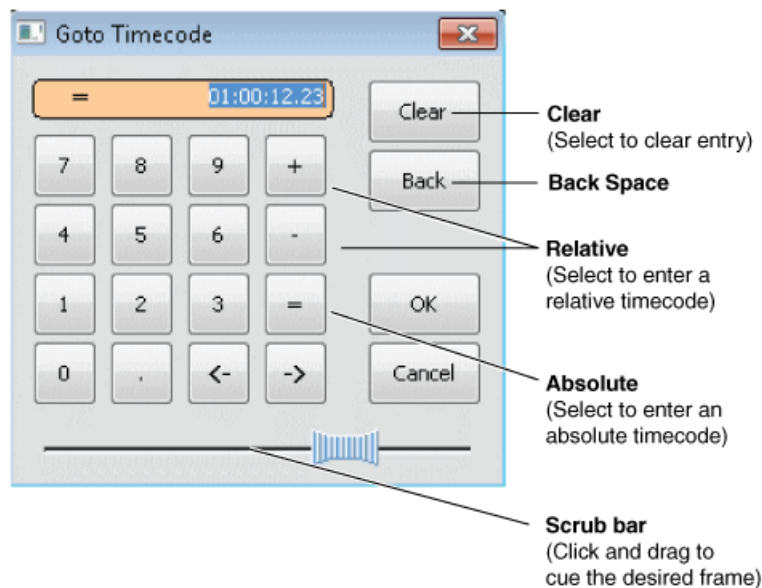 Goto Timecode
= 01:00:12.23
Clear
Back
7 8 9 +
4 5 6 -
1 2 3 =
0 . <- ->
OK
Cancel
Clear
(Select to clear entry)
Back Space
Relative
(Select to enter a
relative timecode)
Absolute
(Select to enter an
absolute timecode)
Scrub bar
(Click and drag to
cue the desired frame)